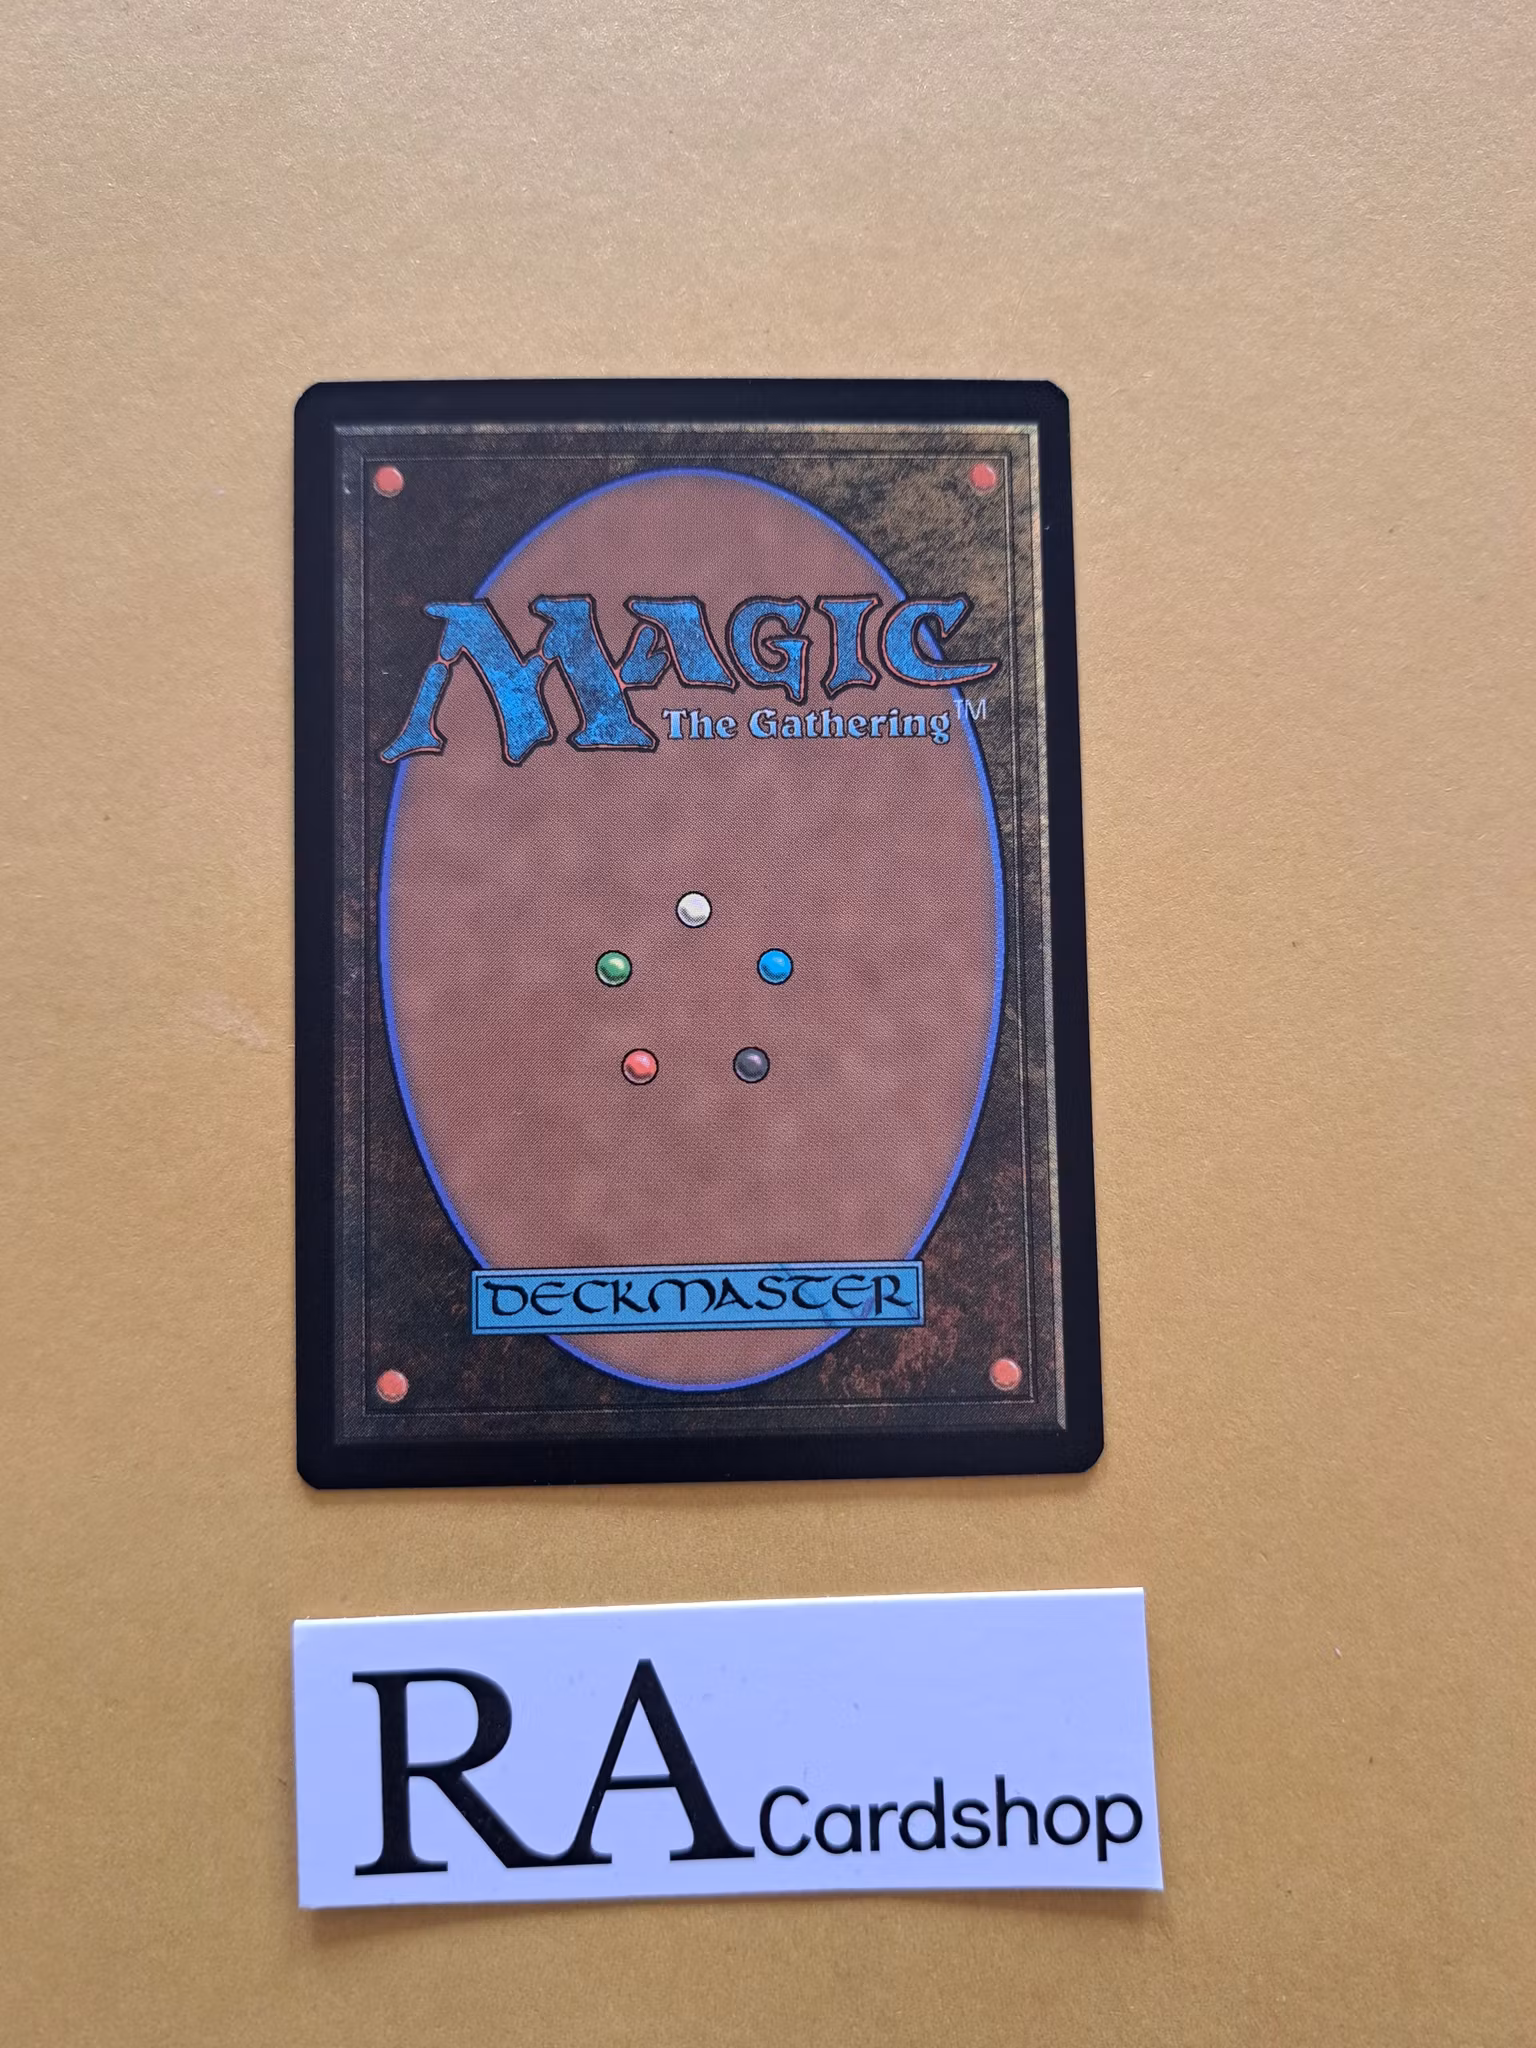 MAGIC
The Gathering™
DECKMASTER
RA Cardshop